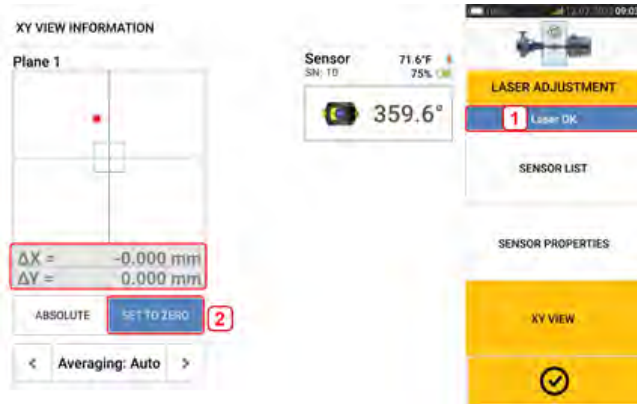 XY VIEW INFORMATION
Plane 1
ΔX = -0.000 mm
ΔY = 0.000 mm
ABSOLUTE
SET TO ZERO
2
< Averaging: Auto >
Sensor 71.6°F
SN: 10 75%
359.6°
09:03
LASER ADJUSTMENT
1 Laser OK
SENSOR LIST
SENSOR PROPERTIES
XY VIEW